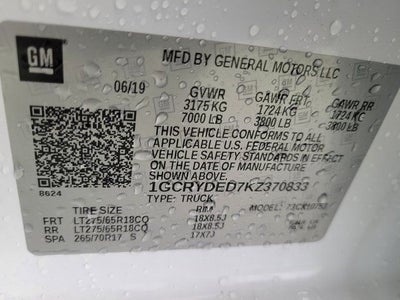 GM
MFD BY GENERAL MOTORS LLC
06/19
GVWR GAWR FRT GAWR RR
3175 KG 1724 KG 1724 KG
7000 LB 3800 LB 3800 LB
THIS VEHICLE CONFORMS TO ALL
APPLICABLE U.S. FEDERAL MOTOR
VEHICLE SAFETY STANDARDS IN EFFECT
ON THE DATE OF MANUFACTURE
SHOWN ABOVE.
1GCRYDED7KZ370833
8624
TYPE: TRUCK MODEL:
TIRE SIZE RIM
FRT LT275/65R18CQ 18X8.5J
RR LT275/65R18CQ 18X8.5J
SPA 265/70R17 S 17X7J